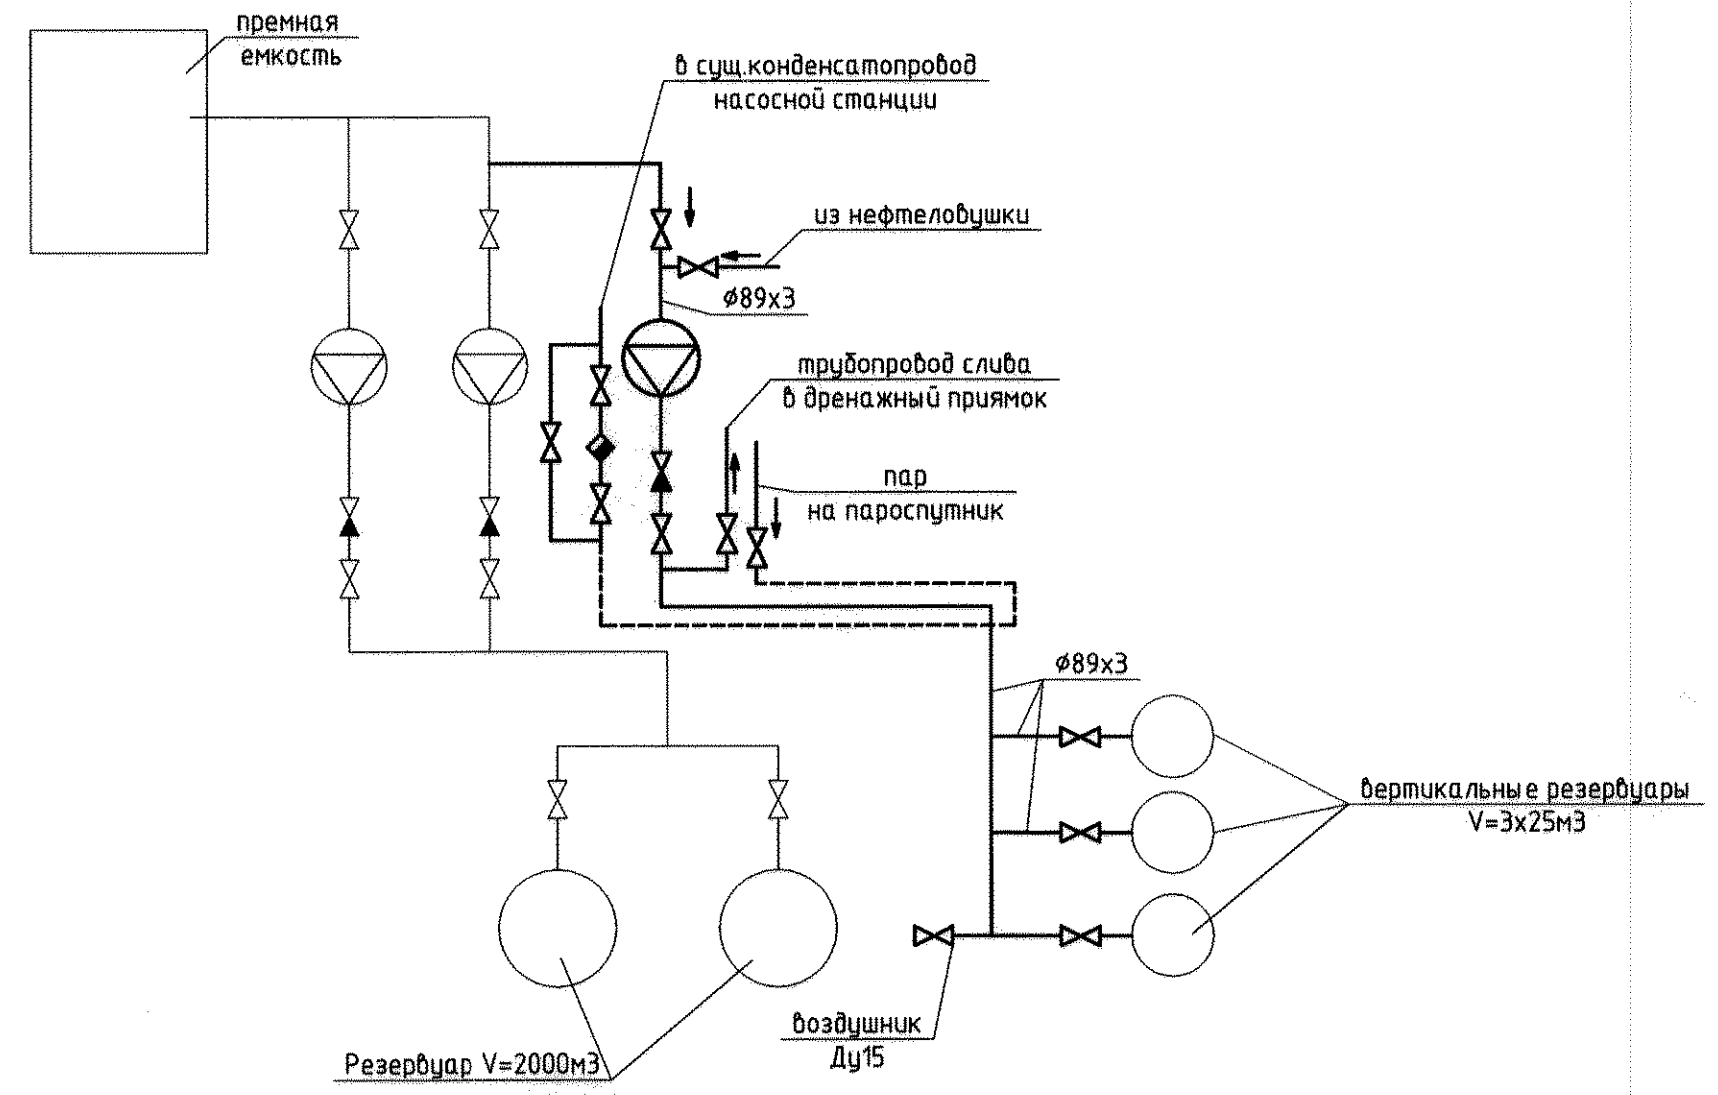 премная
емкость
в сущ.конденсатопровод
насосной станции
из нефтеловушки
ϕ89х3
трубопровод слива
в дренажный приямок
пар
на пароспутник
ϕ89х3
вертикальные резервуары
V=3х25м3
воздушник
Ду15
Резервуар V=2000м3